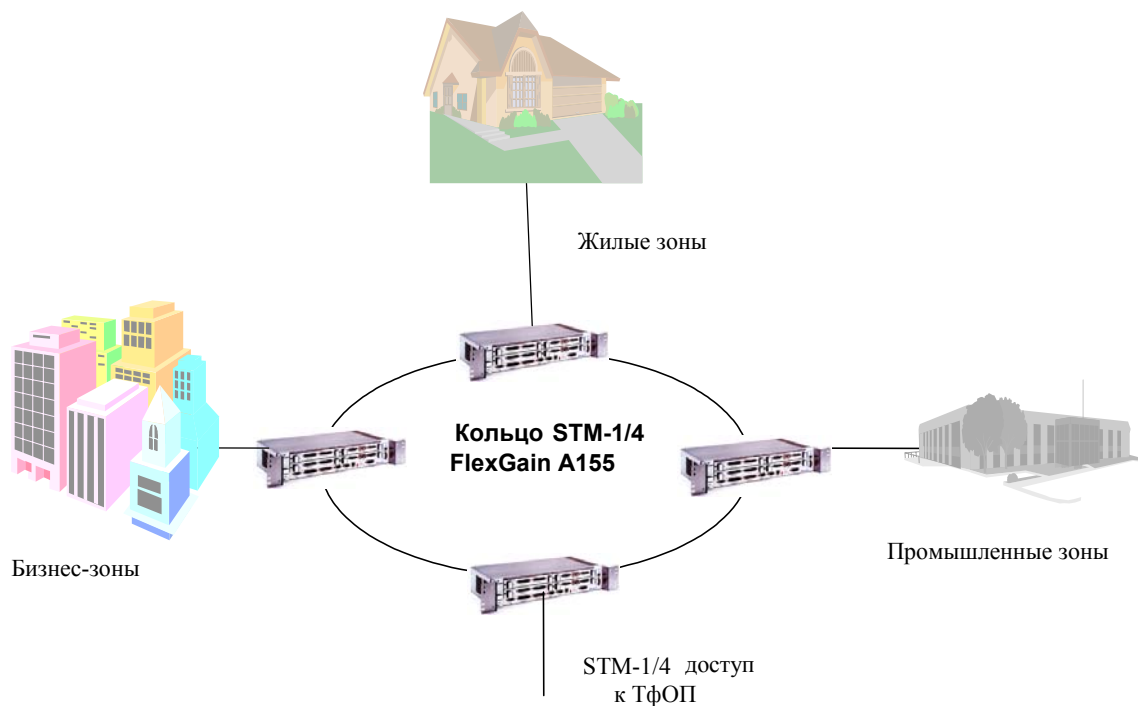 Жилые зоны
Кольцо STM-1/4
FlexGain A155
Промышленные зоны
Бизнес-зоны
STM-1/4 доступ
к ТфОП